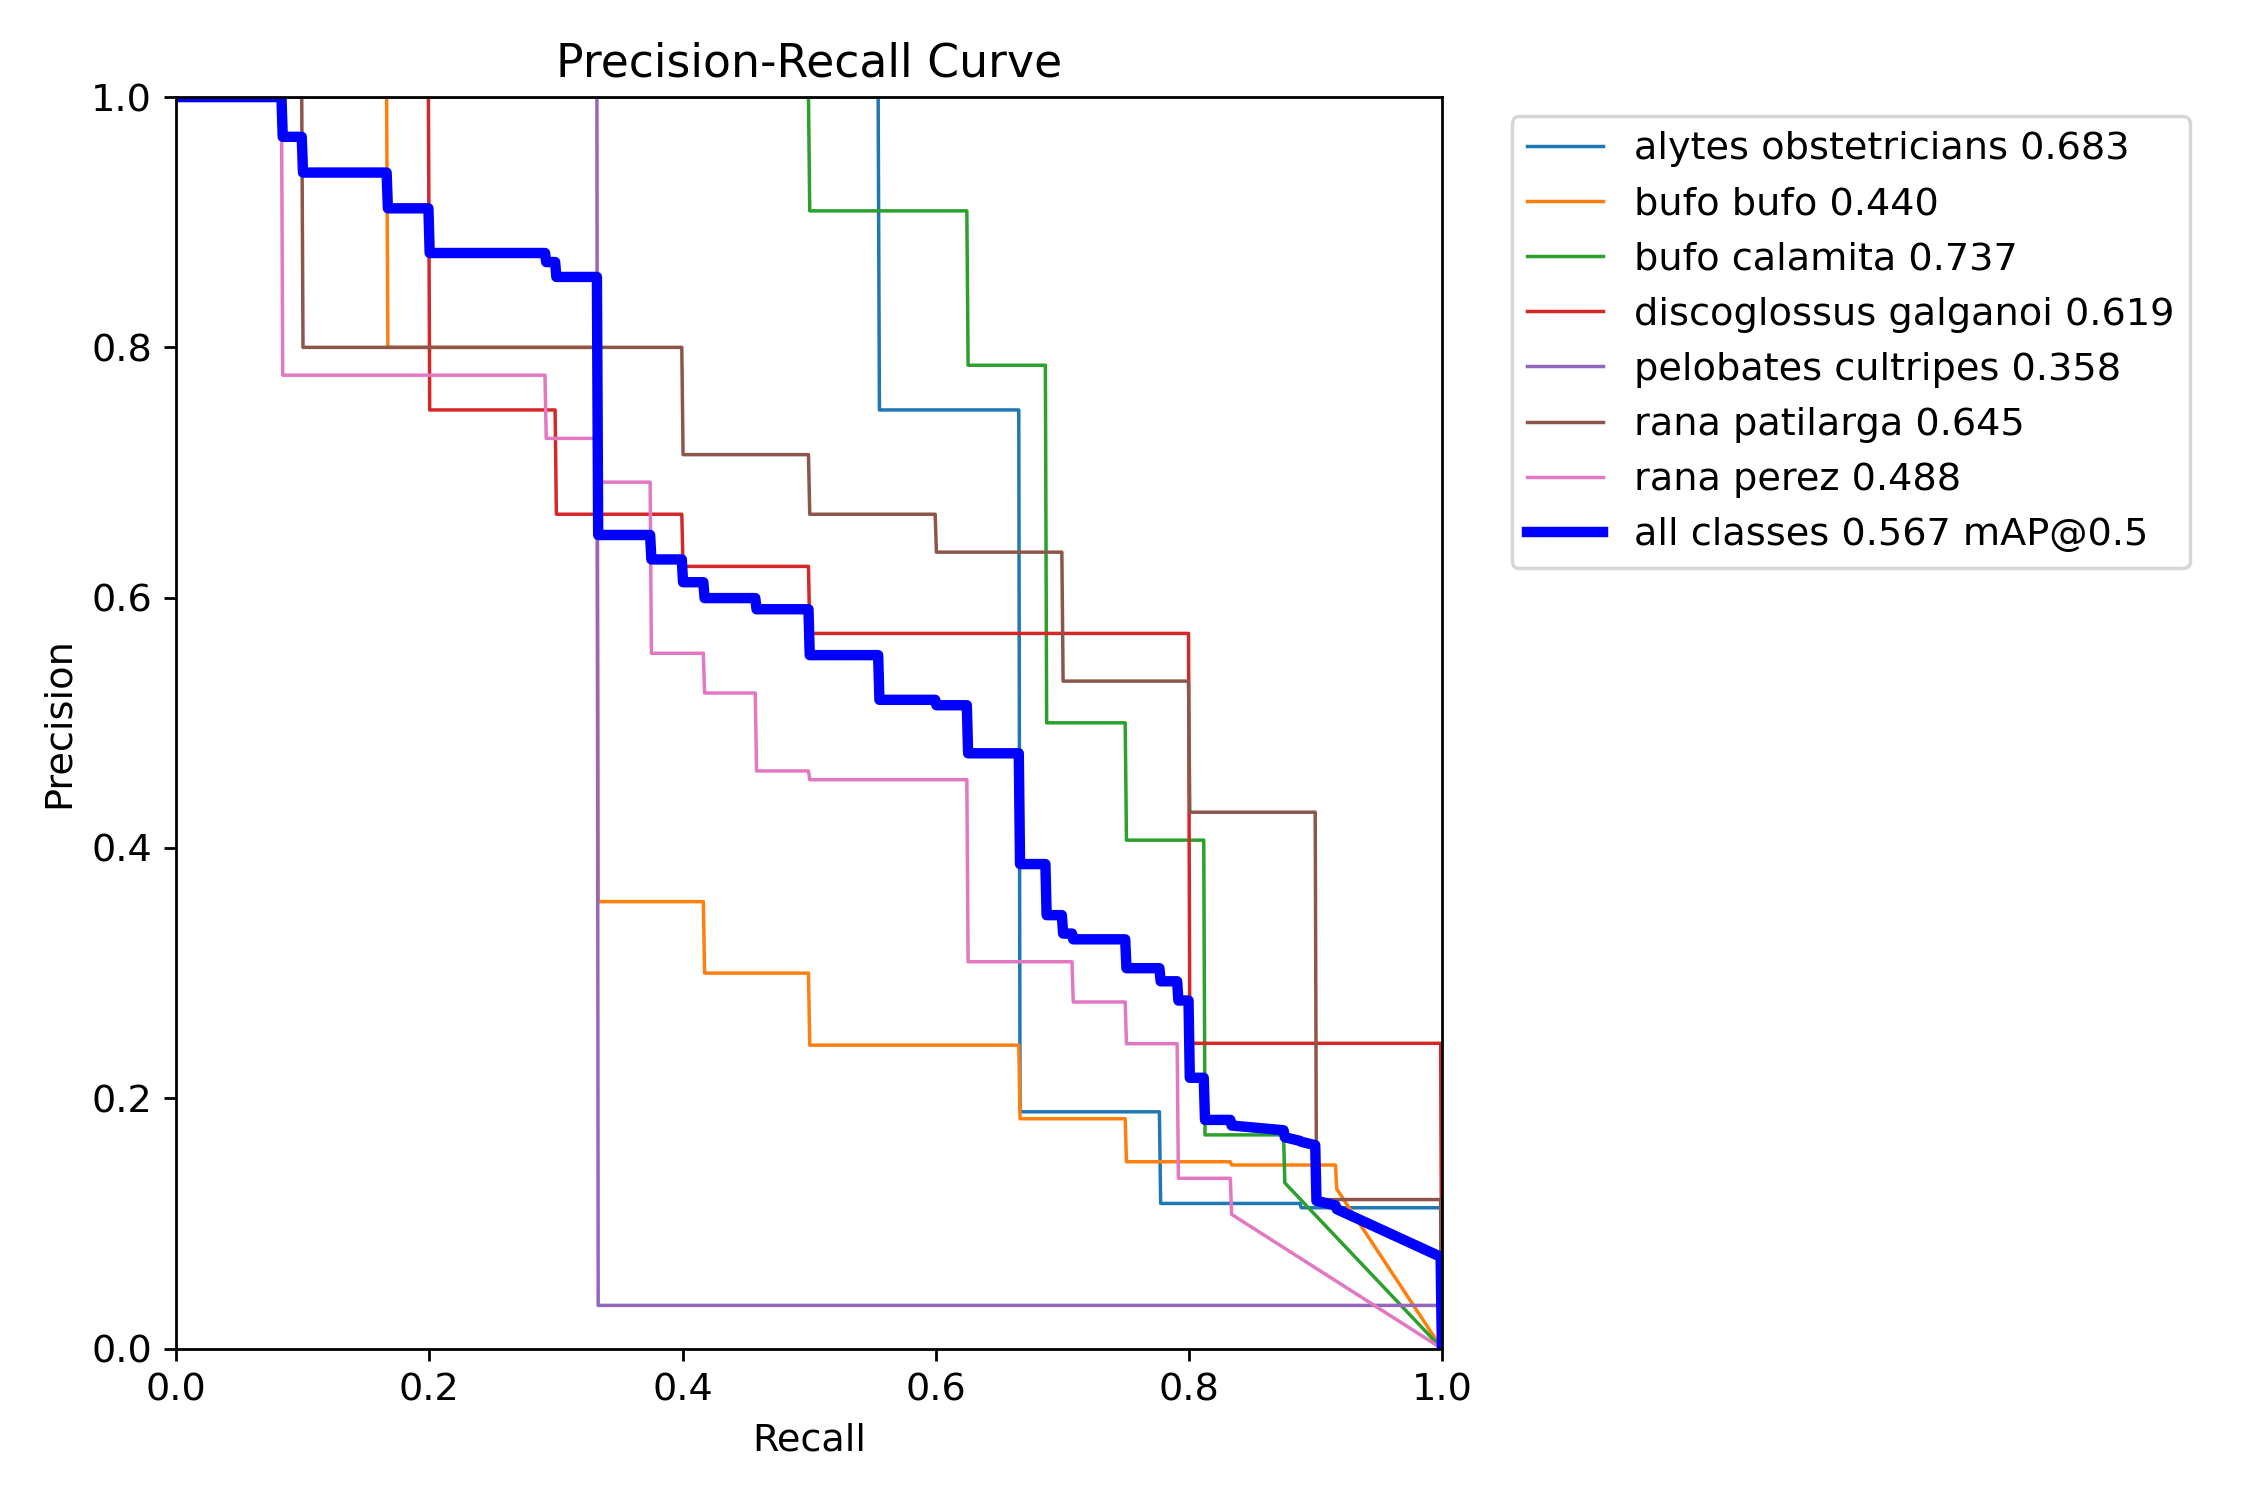 Precision-Recall Curve
1.0
0.8
0.6
0.4
0.2
0.0
Precision
0.0 0.2 0.4 0.6 0.8 1.0
Recall
alytes obstetricians 0.683
bufo bufo 0.440
bufo calamita 0.737
discoglossus galganoi 0.619
pelobates cultripes 0.358
rana patilarga 0.645
rana perez 0.488
all classes 0.567 mAP@0.5